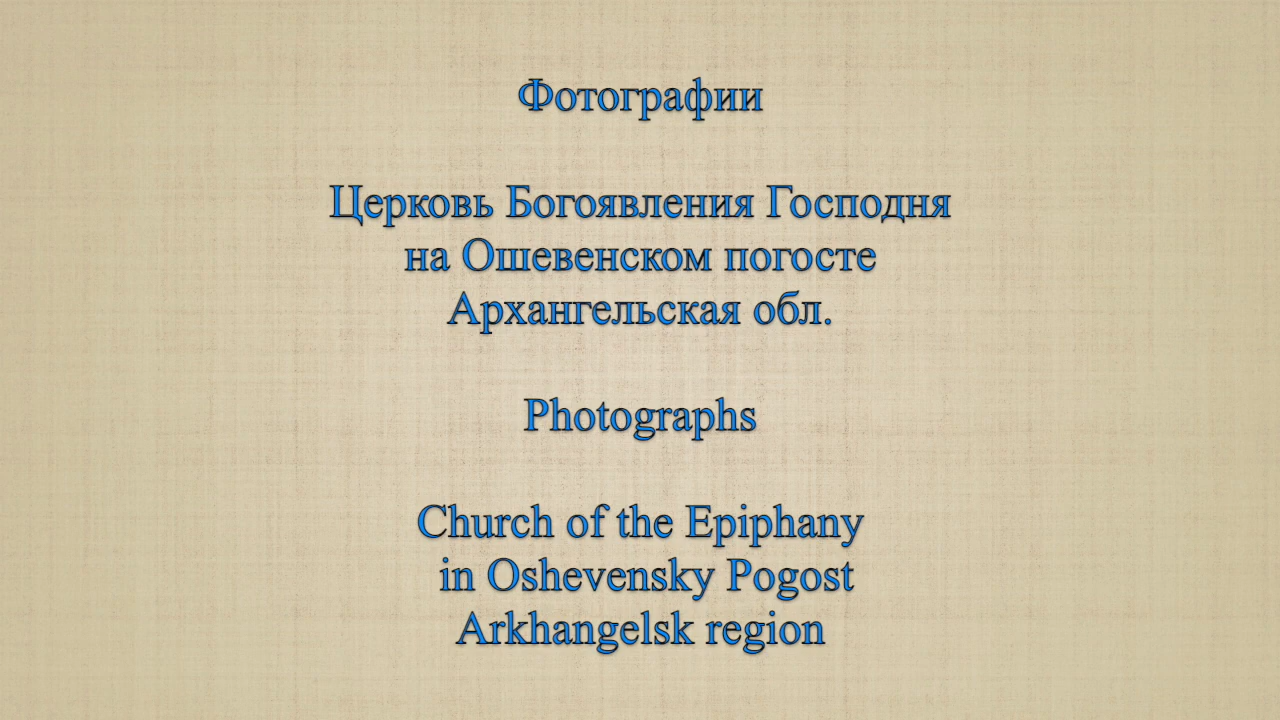 Фотографии
Церковь Богоявления Господня
на Ошевенском погосте
Архангельская обл.
Photographs
Church of the Epiphany
in Oshevensky Pogost
Arkhangelsk region